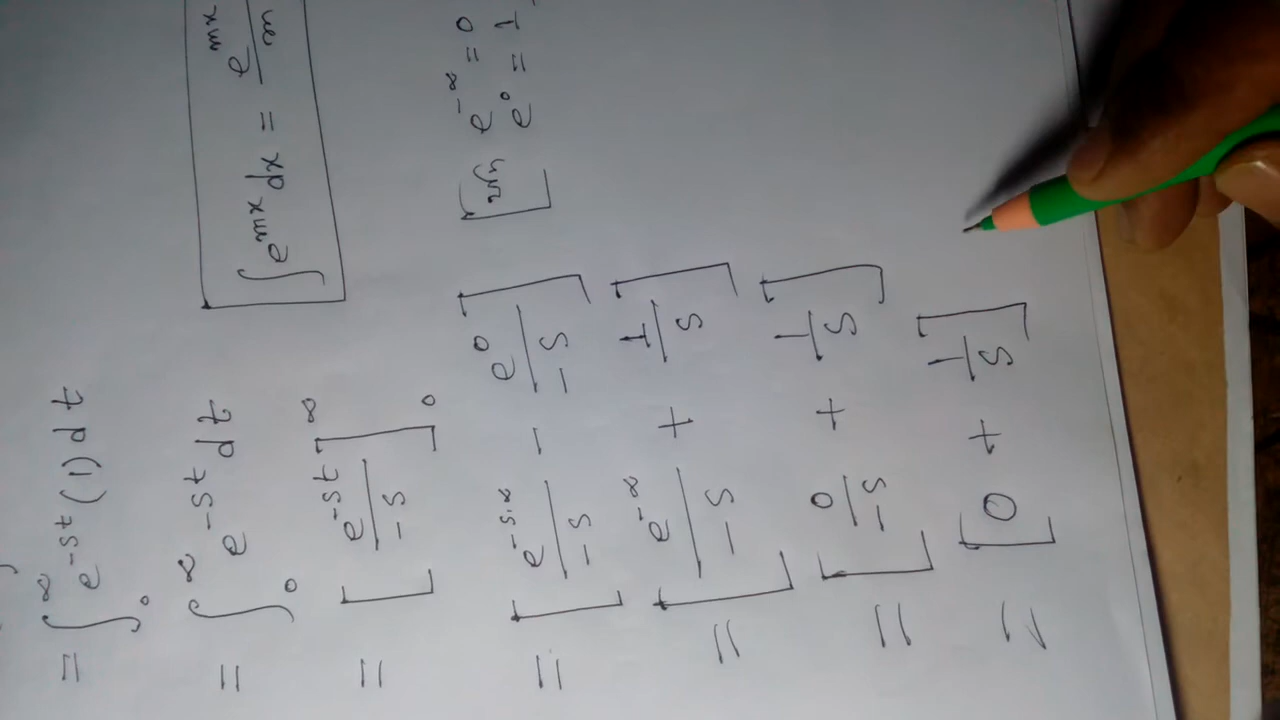 = ∫₀^∞ e^{-st} (1) dt
= ∫₀^∞ e^{-st} dt
∫ e^{mx} dx = e^{mx}/m
= [e^{-st}/-s]₀^∞
= [e^{-s.∞}/-s - e^0/-s]
e^{-∞} = 0
e^0 = 1
= [e^{-∞}/-s + 1/s]
= [0/-s + 1/s]
= [0 + 1/s]